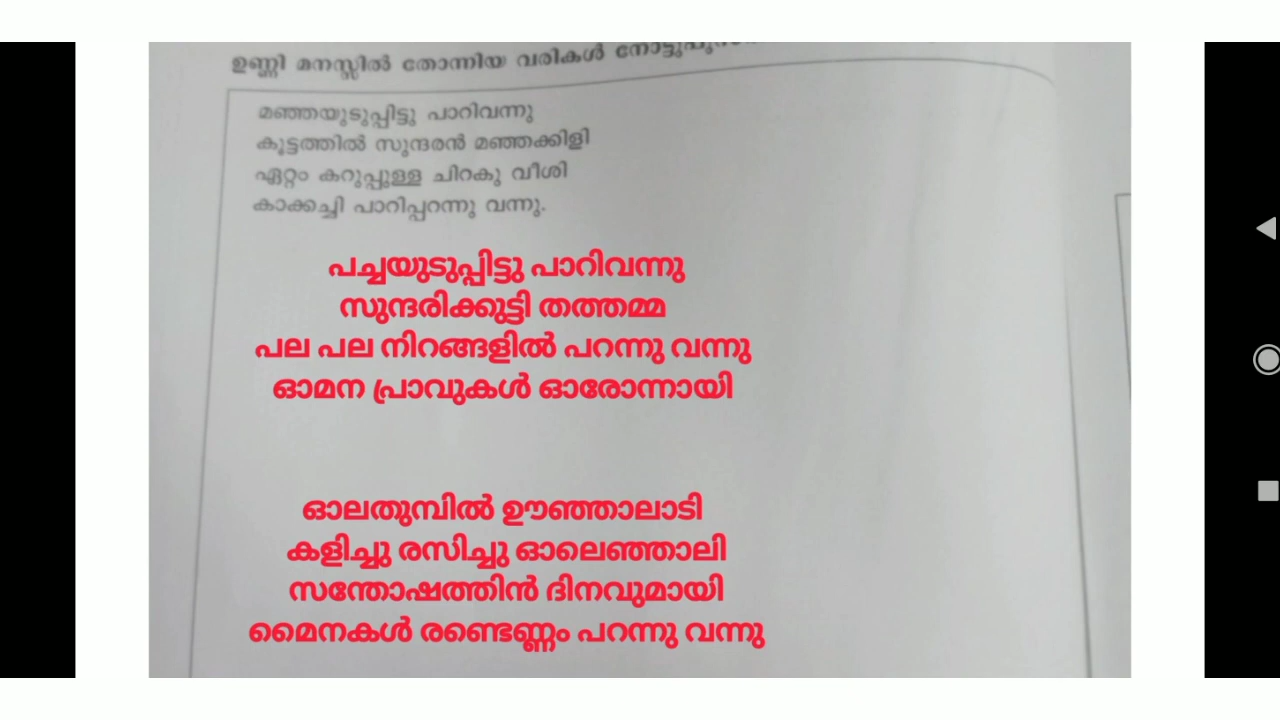 ഉണ്ണി മനസ്സിൽ തോന്നിയ വരികൾ
മഞ്ഞയുടുപ്പിട്ടു പാറിവന്നു
കൂട്ടത്തിൽ സുന്ദരൻ മഞ്ഞക്കിളി
ഏറ്റം കറുപ്പുള്ള ചിറകു വീശി
കാക്കച്ചി പാറിപ്പറന്നു വന്നു.
പച്ചയുടുപ്പിട്ടു പാറിവന്നു
സുന്ദരിക്കുട്ടി തത്തമ്മ
പല പല നിറങ്ങളിൽ പറന്നു വന്നു
ഓമന പ്രാവുകൾ ഓരോന്നായി
ഓലതുമ്പിൽ ഊഞ്ഞാലാടി
കളിച്ചു രസിച്ചു ഓലെഞ്ഞാലി
സന്തോഷത്തിൻ ദിനവുമായി
മൈനകൾ രണ്ടെണ്ണം പറന്നു വന്നു